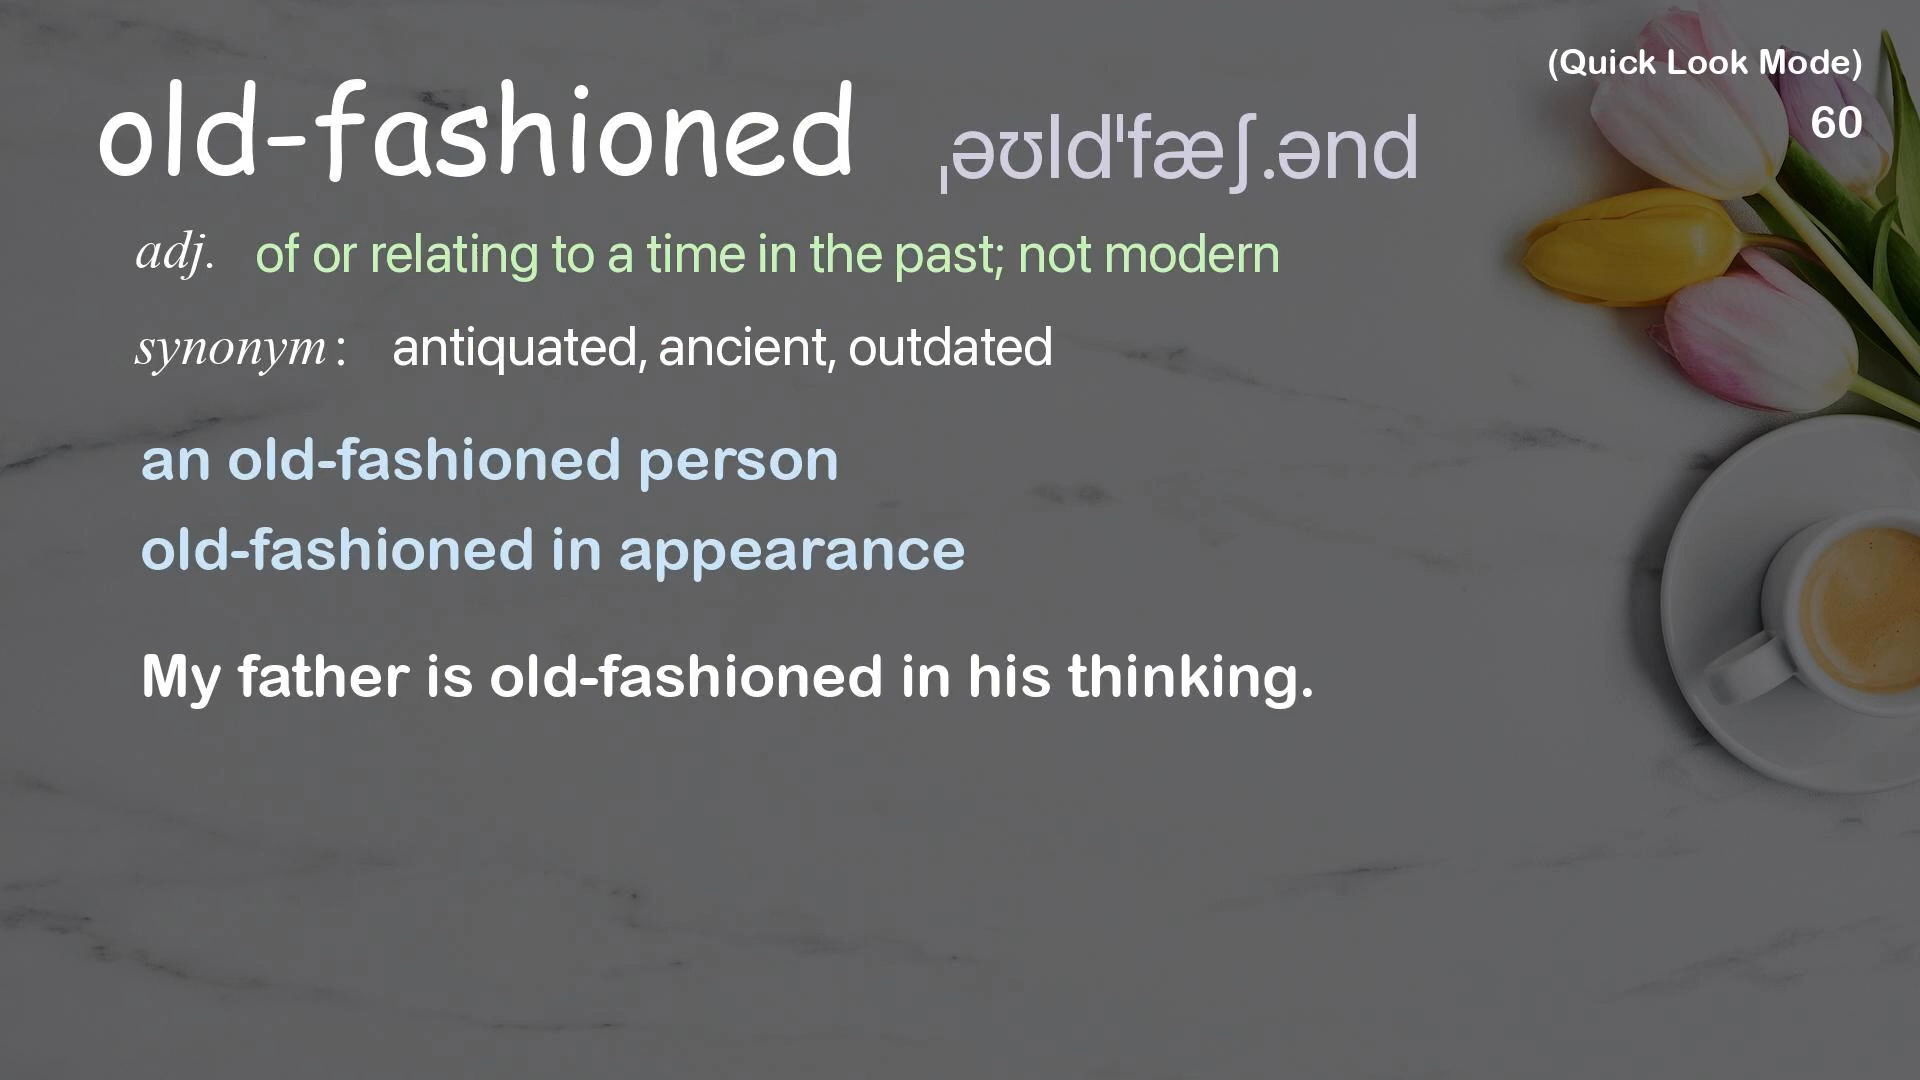 (Quick Look Mode)
60
old-fashioned ˌəʊldˈfæʃ.ənd
adj. of or relating to a time in the past; not modern
synonym: antiquated, ancient, outdated
an old-fashioned person
old-fashioned in appearance
My father is old-fashioned in his thinking.